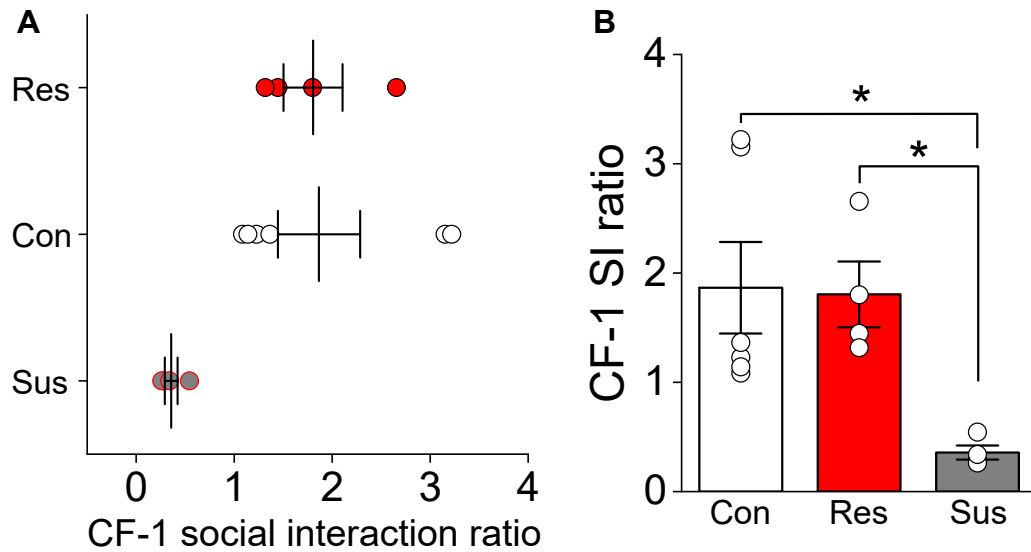 A
Res
Con
Sus
0 1 2 3 4
CF-1 social interaction ratio
B
CF-1 SI ratio
4
3
2
1
0
*
*
Con Res Sus